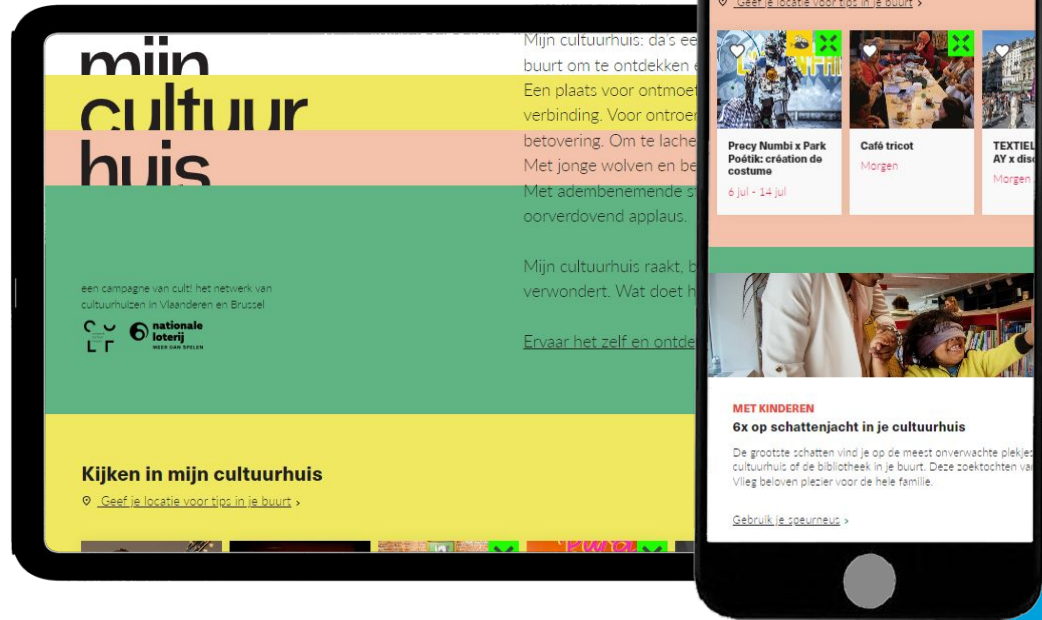 mijn
cultuur
huis
Mijn cultuurhuis: da's ee
buurt om te ontdekken
Een plaats voor ontmoet
verbinding. Voor ontroer
betovering. Om te lache
Met jonge wolven en be
Met adembenemende s
oorverdovend applaus.
Mijn cultuurhuis raakt, b
verwondert. Wat doet h
Ervaar het zelf en ontde
een campagne van cult! het netwerk van
cultuurhuizen in Vlaanderen en Brussel
CULT
nationale
loterij
MEER DAN SPELEN
Kijken in mijn cultuurhuis
Geef je locatie voor tips in je buurt ›
Geef je locatie voor tips in je buurt ›
Precy Numbi x Park
Poétik: création de
costume
6 jul - 14 jul
Café tricot
Morgen
TEXTIEL
AY x disc
Morgen
MET KINDEREN
6x op schattenjacht in je cultuurhuis
De grootste schatten vind je op de meest onverwachte plekjes
cultuurhuis of de bibliotheek in je buurt. Deze zoektochten va
Vlieg beloven plezier voor de hele familie.
Gebruik je speurneus ›